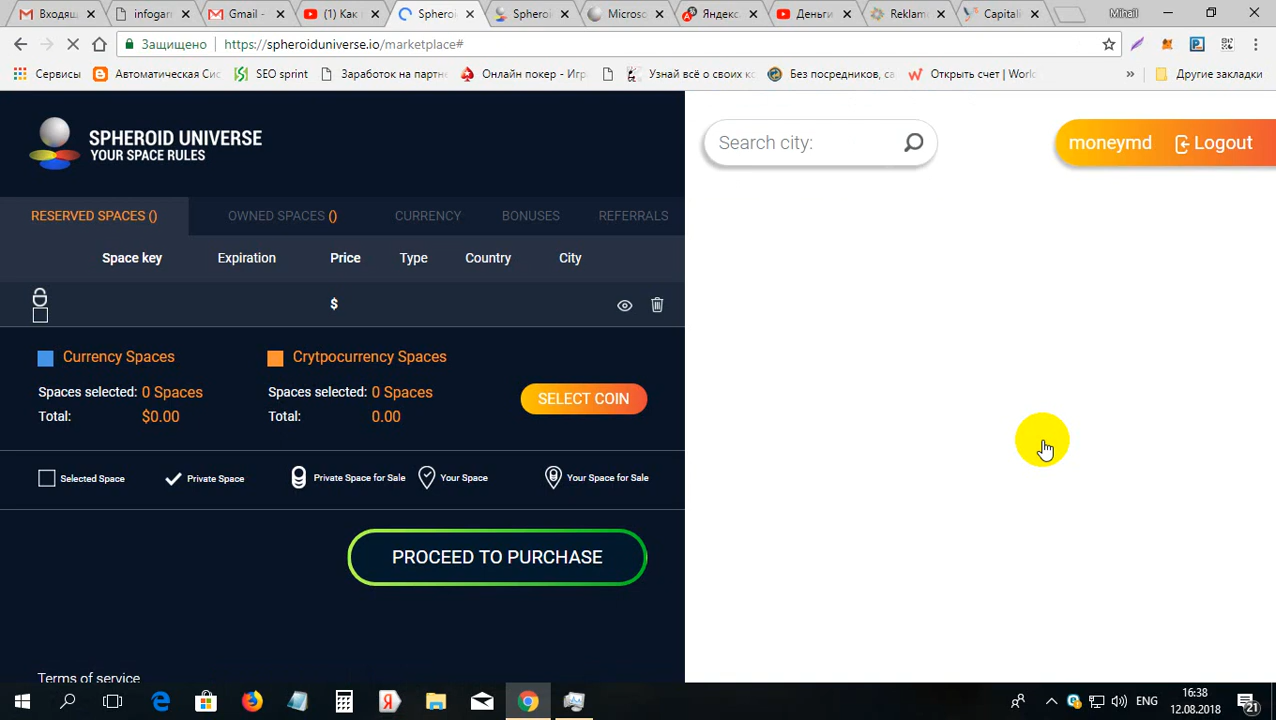 Входящ
infogarr
Gmail -
(1) Как
Sphero
Spheroi
Microso
Яндекс
Деньги
Reklam
Capitali
Mihail
Защищено
https://spheroiduniverse.io/marketplace#
Сервисы
Автоматическая Сис
SEO sprint
Заработок на партн
Онлайн покер - Игр
Узнай всё о своих ко
Без посредников, са
Открыть счет | Worl
»
Другие закладки
SPHEROID UNIVERSE
YOUR SPACE RULES
Search city:
moneymd
Logout
RESERVED SPACES ()
OWNED SPACES ()
CURRENCY
BONUSES
REFERRALS
Space key
Expiration
Price
Type
Country
City
$
Currency Spaces
Crytpocurrency Spaces
Spaces selected: 0 Spaces
Spaces selected: 0 Spaces
SELECT COIN
Total: $0.00
Total: 0.00
Selected Space
Private Space
Private Space for Sale
Your Space
Your Space for Sale
PROCEED TO PURCHASE
Terms of service
ENG
16:38
12.08.2018
21